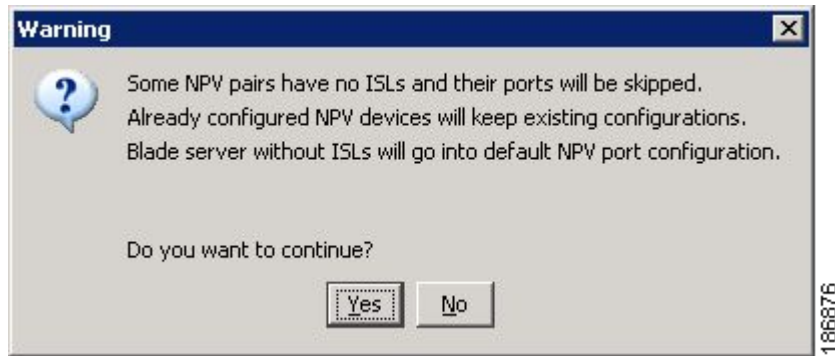 Warning
Some NPV pairs have no ISLs and their ports will be skipped.
Already configured NPV devices will keep existing configurations.
Blade server without ISLs will go into default NPV port configuration.
Do you want to continue?
Yes
No
186876